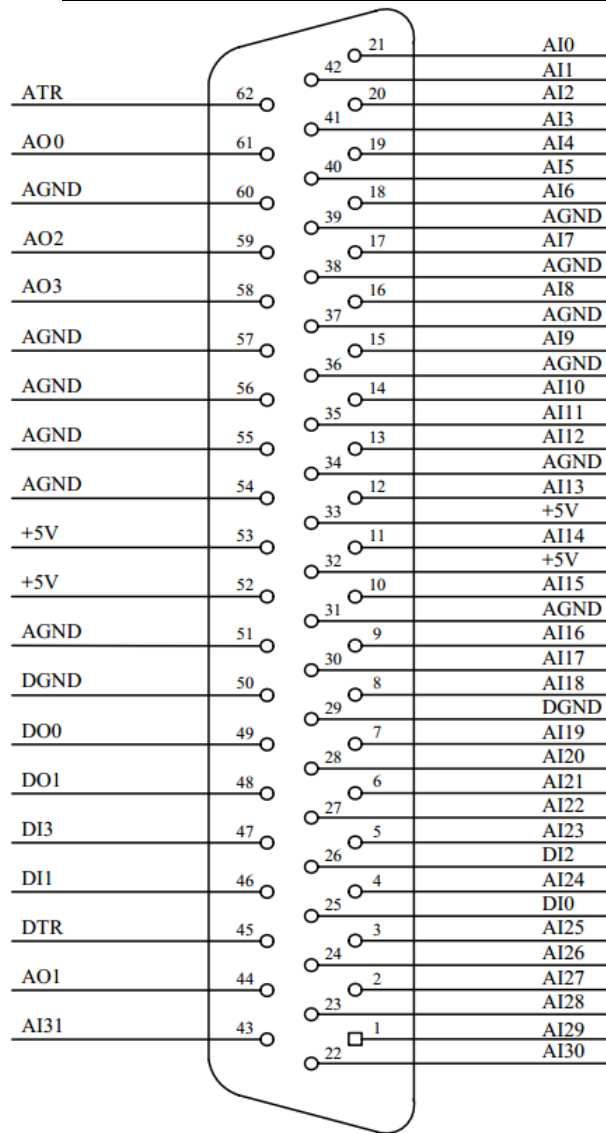 21 AI0
42 AI1
ATR 62 20 AI2
41 AI3
AO0 61 19 AI4
40 AI5
AGND 60 18 AI6
39 AGND
AO2 59 17 AI7
38 AGND
AO3 58 16 AI8
37 AGND
AGND 57 15 AI9
36 AGND
AGND 56 14 AI10
35 AI11
AGND 55 13 AI12
34 AGND
AGND 54 12 AI13
33 +5V
+5V 53 11 AI14
32 +5V
+5V 52 10 AI15
31 AGND
AGND 51 9 AI16
30 AI17
DGND 50 8 AI18
29 DGND
DO0 49 7 AI19
28 AI20
DO1 48 6 AI21
27 AI22
DI3 47 5 AI23
26 DI2
DI1 46 4 AI24
25 DI0
DTR 45 3 AI25
24 AI26
AO1 44 2 AI27
23 AI28
AI31 43 1 AI29
22 AI30